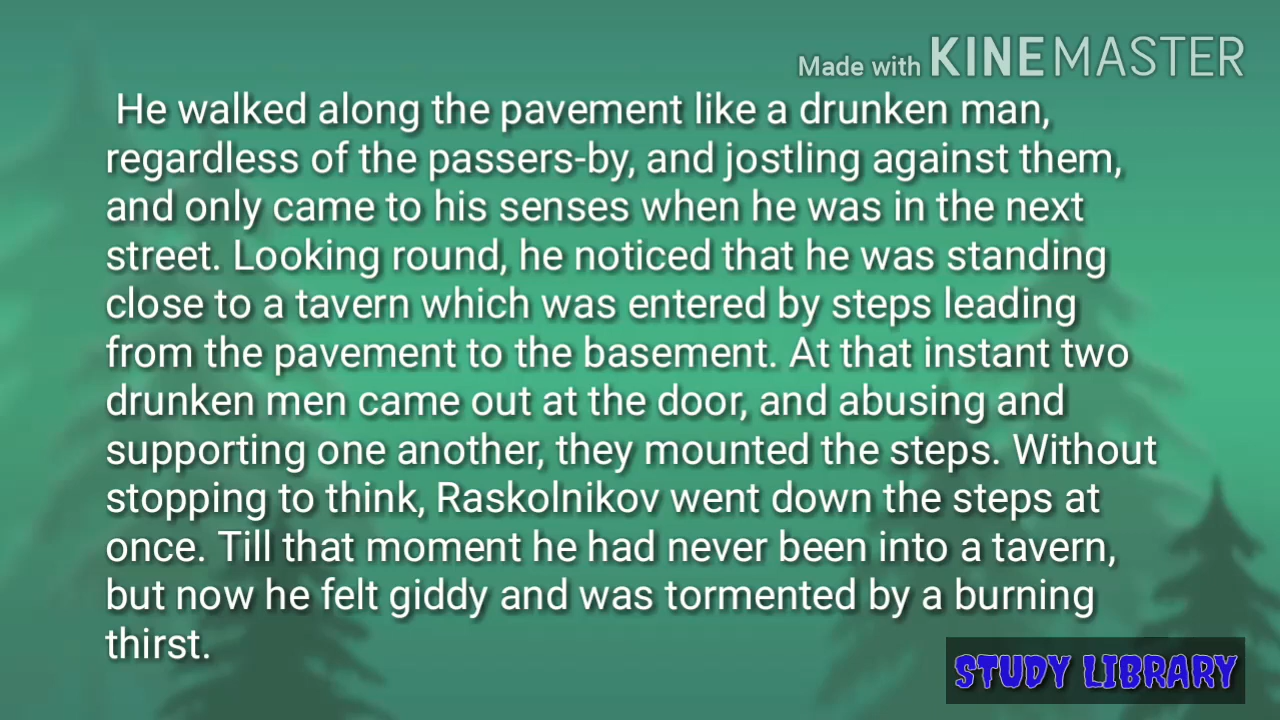 Made with KINEMASTER
He walked along the pavement like a drunken man,
regardless of the passers-by, and jostling against them,
and only came to his senses when he was in the next
street. Looking round, he noticed that he was standing
close to a tavern which was entered by steps leading
from the pavement to the basement. At that instant two
drunken men came out at the door, and abusing and
supporting one another, they mounted the steps. Without
stopping to think, Raskolnikov went down the steps at
once. Till that moment he had never been into a tavern,
but now he felt giddy and was tormented by a burning
thirst.
STUDY LIBRARY